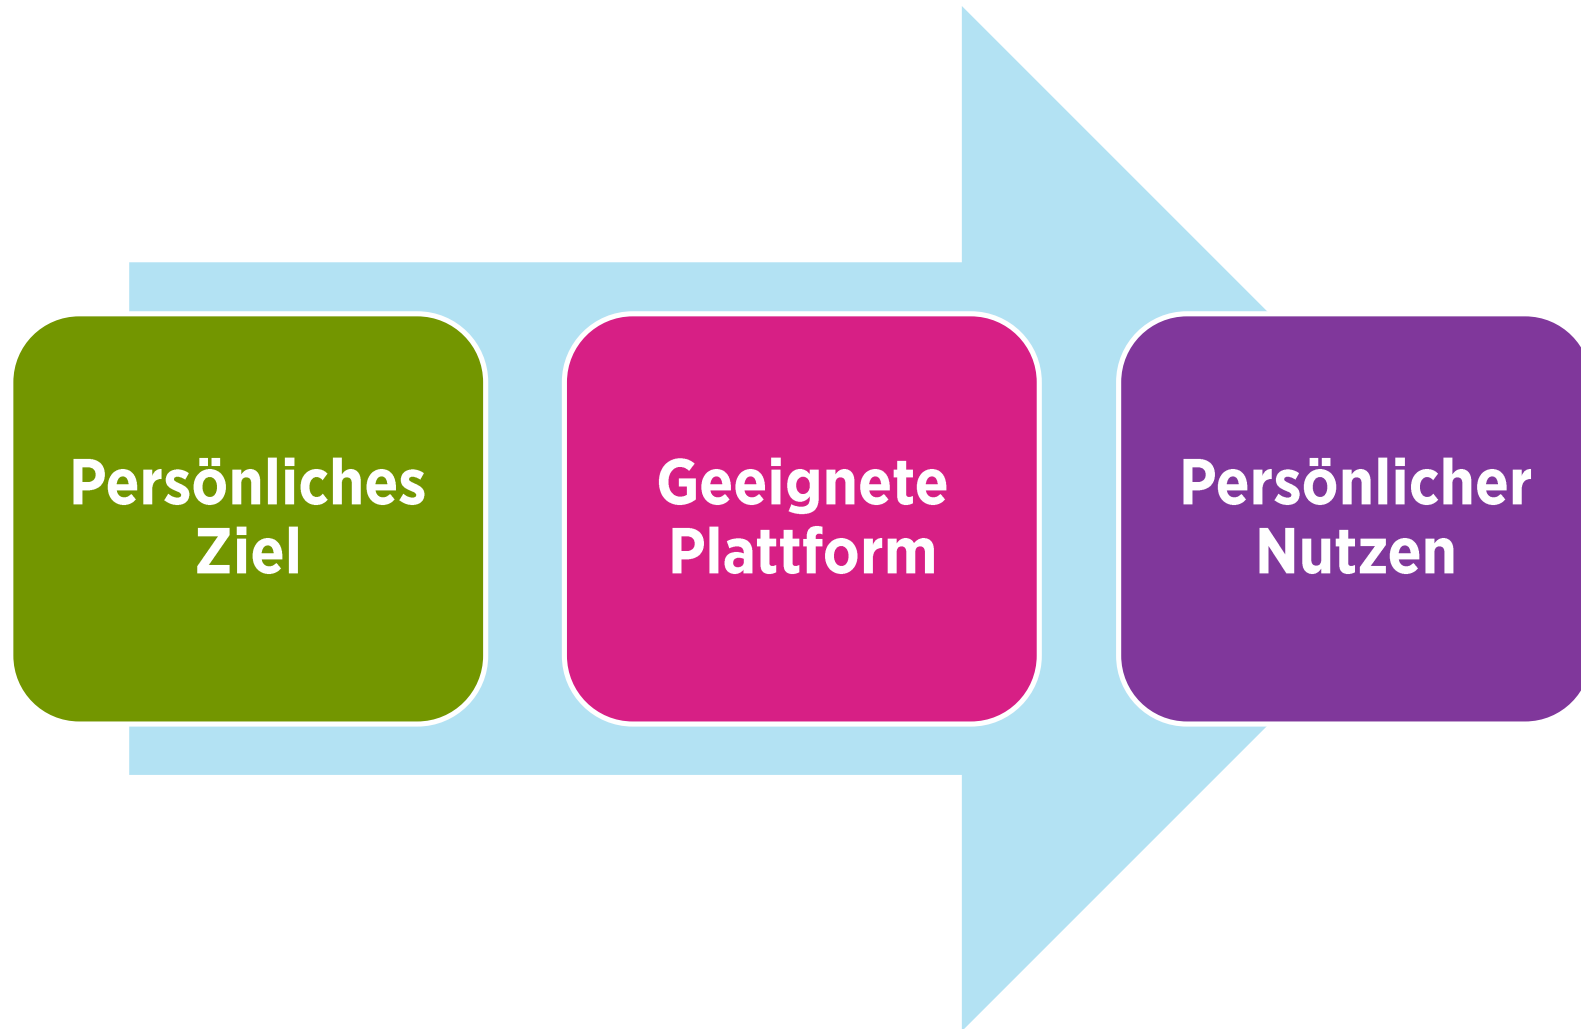 Persönliches
Ziel
Geeignete
Plattform
Persönlicher
Nutzen